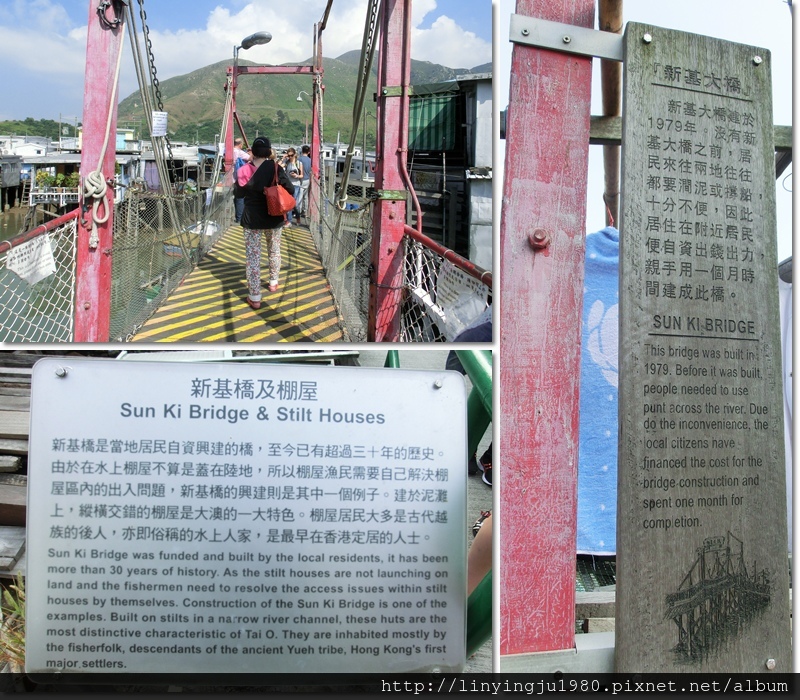 新基橋及棚屋
Sun Ki Bridge & Stilt Houses
新基橋是當地居民自資興建的橋，至今已有超過三十年的歷史。
由於在水上棚屋不算是蓋在陸地，所以棚屋漁民需要自己解決棚
屋區內的出入問題，新基橋的興建則是其中一個例子。建於泥灘
上，縱橫交錯的棚屋是大澳的一大特色。棚屋居民大多是古代越
族的後人，亦即俗稱的水上人家，是最早在香港定居的人士。
Sun Ki Bridge was funded and built by the local residents, it has been
more than 30 years of history. As the stilt houses are not launching on
land and the fishermen need to resolve the access issues within stilt
houses by themselves. Construction of the Sun Ki Bridge is one of the
examples. Built on stilts in a narrow river channel, these huts are the
most distinctive characteristic of Tai O. They are inhabited mostly by
the fisherfolk, descendants of the ancient Yueh tribe, Hong Kong's first
major settlers.
『新基大橋』
新基大橋建於
1979年。沒有新
基大橋之前，居
民來往兩地往往
都要潤泥或撐船，
十分不便，因此
居住在附近居民
便自資出錢出力
親手用一個月時
間建成此橋。
SUN KI BRIDGE
This bridge was built in
1979. Before it was built,
people needed to use
punt across the river. Due
do the inconvenience, the
local citizens have
financed the cost for the
bridge construction and
spent one month for
completion.
http://linyingju1980.pixnet.net/album